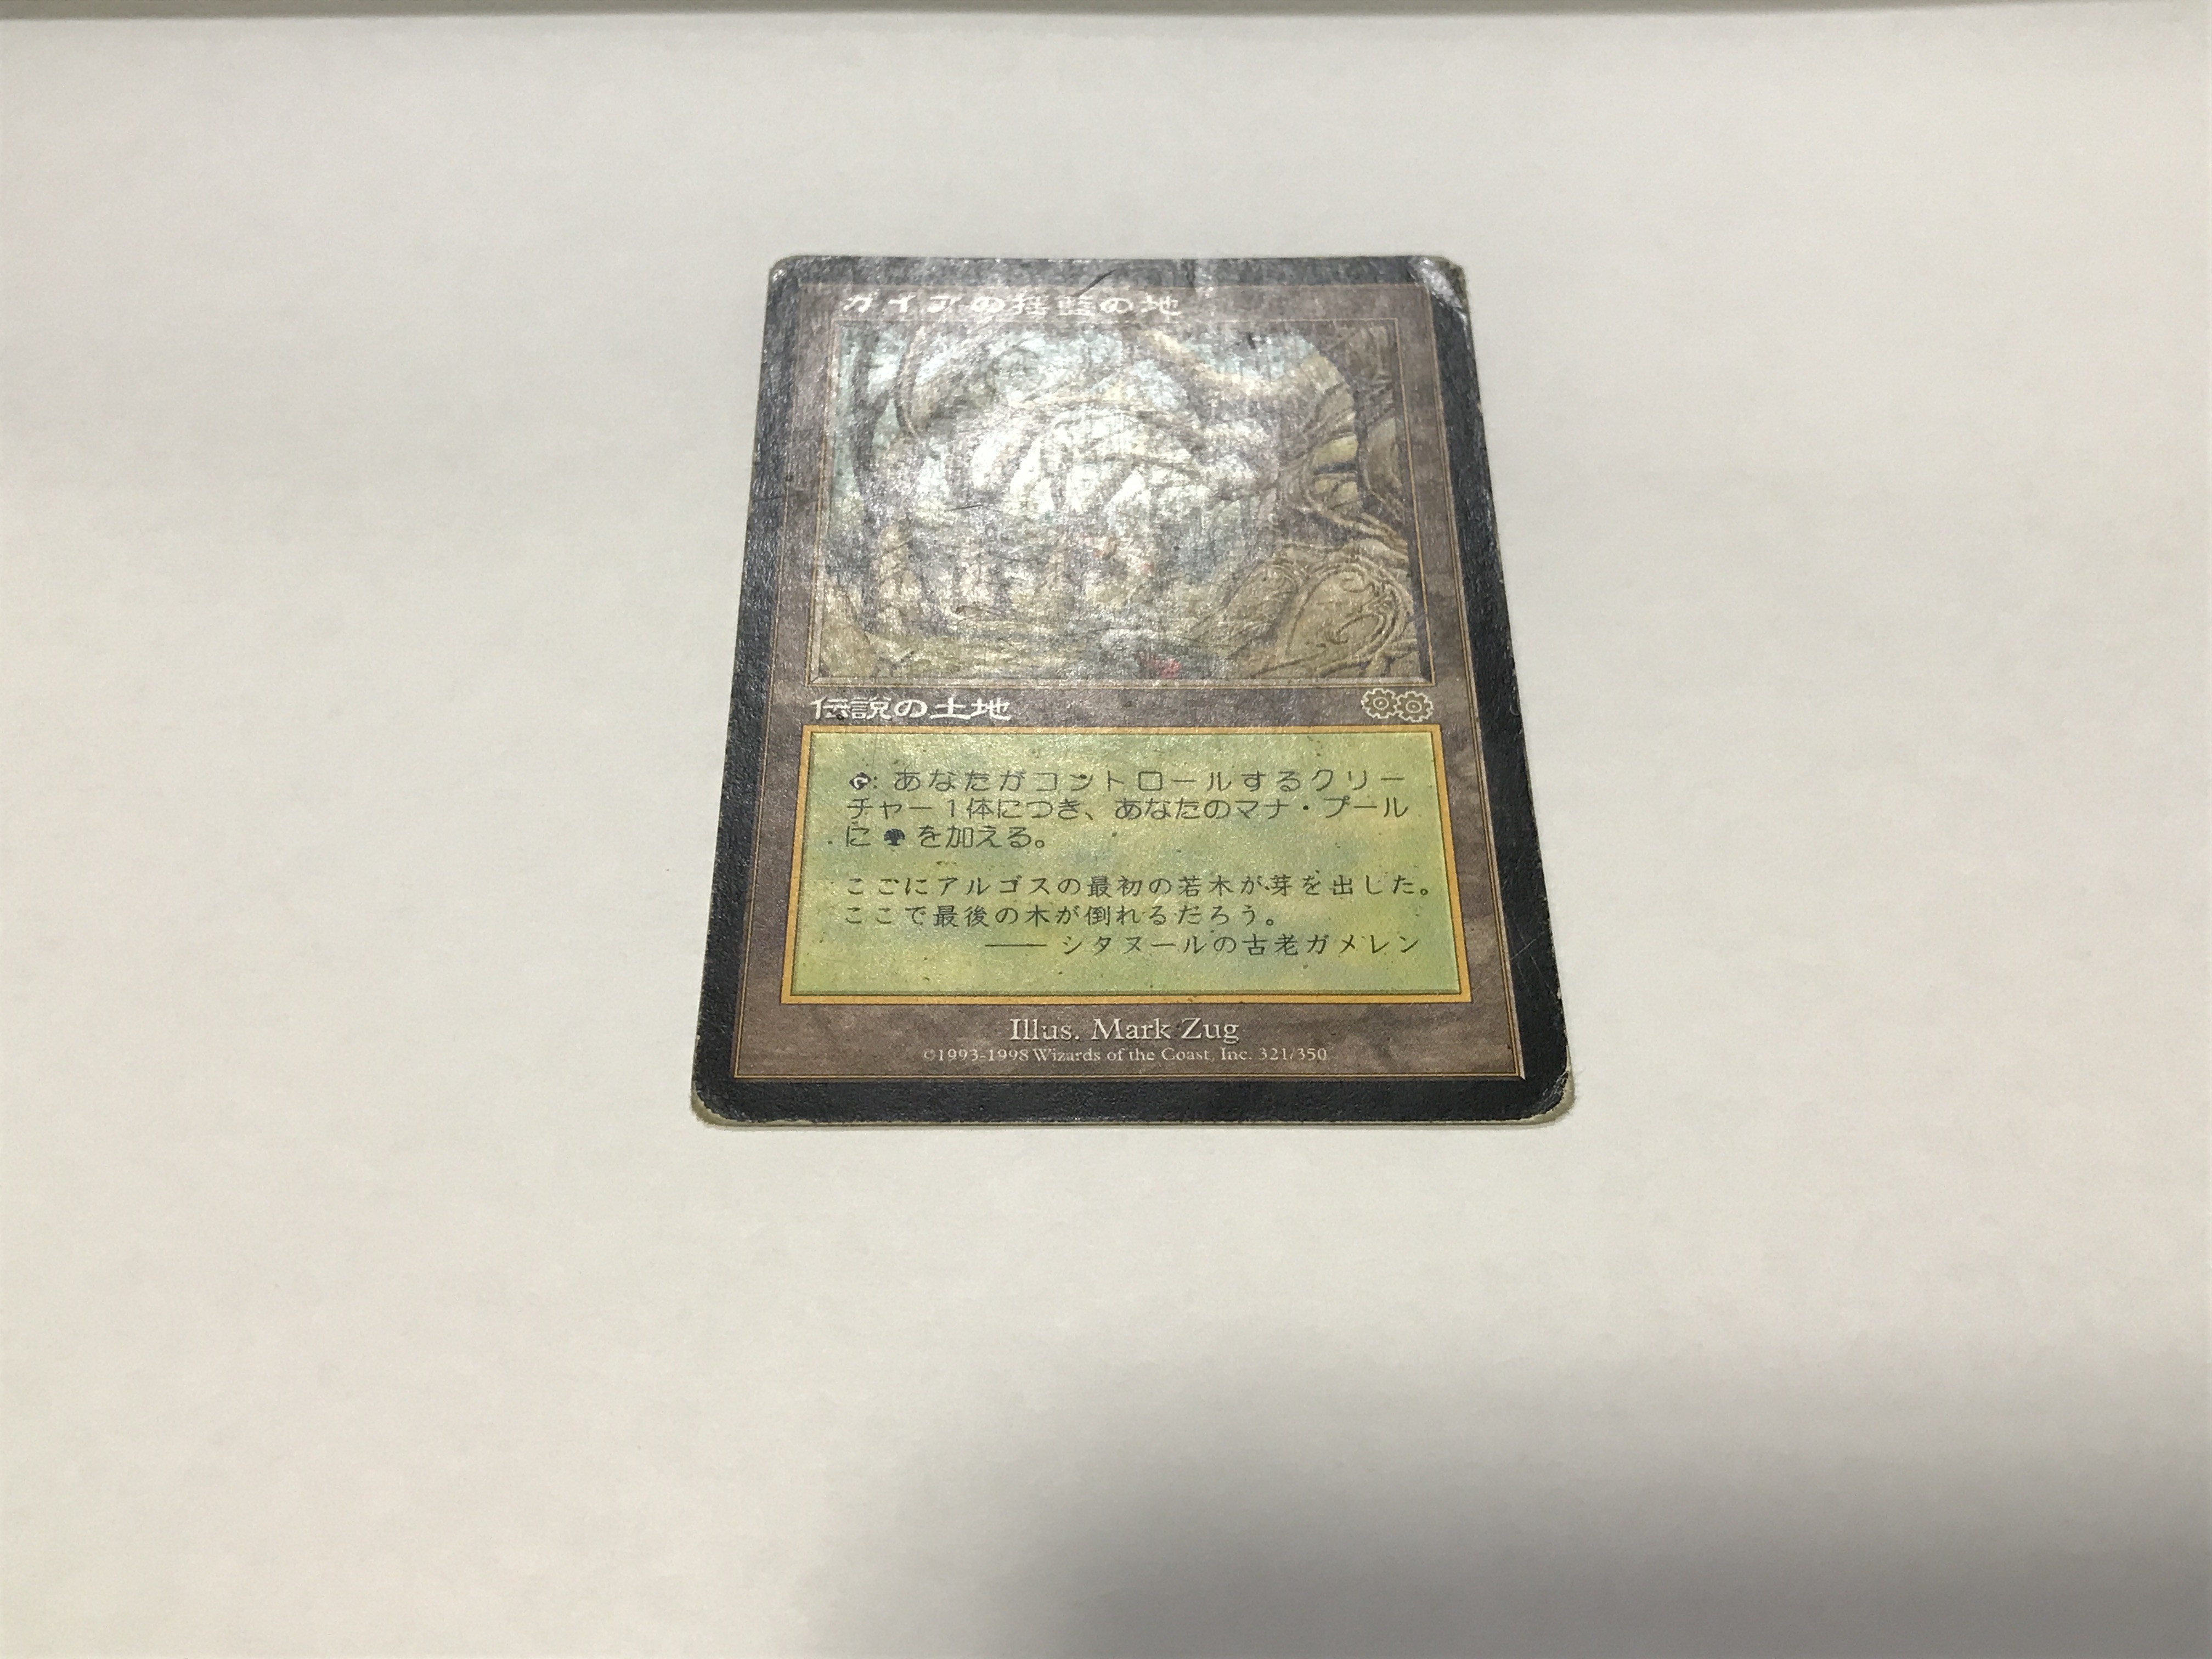 ガイアの揺籃の地
伝説の土地
: あなたがコントロールするクリー
チャー1体につき、あなたのマナ・プール
に を加える。
ここにアルゴスの最初の若木が芽を出した。
ここで最後の木が倒れるだろう。
—— シタヌールの古老ガメレン
Illus. Mark Zug
©1993-1998 Wizards of the Coast, Inc. 321/350